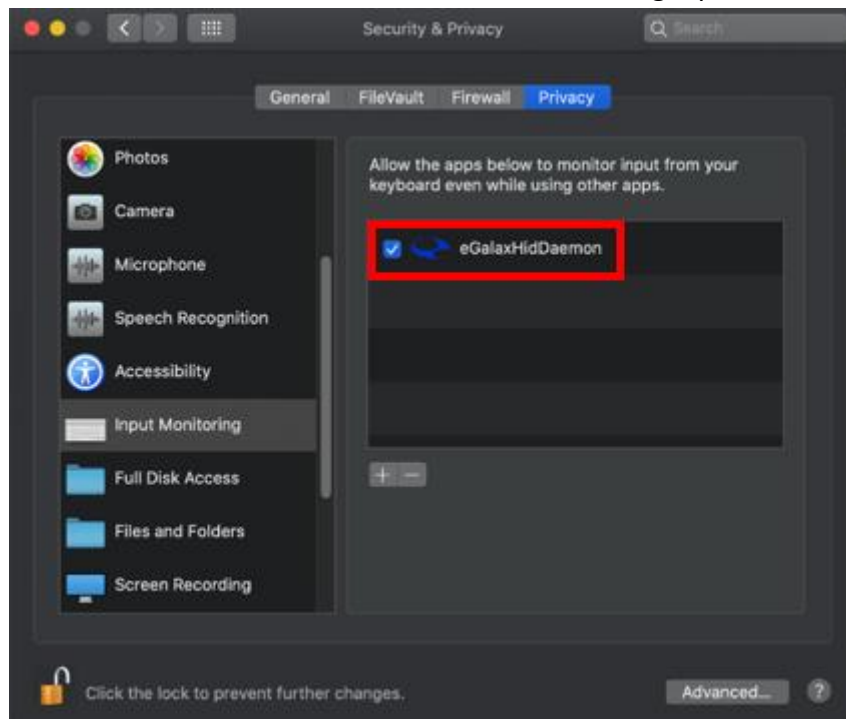 Security & Privacy
Search
General
FileVault
Firewall
Privacy
Photos
Camera
Microphone
Speech Recognition
Accessibility
Input Monitoring
Full Disk Access
Files and Folders
Screen Recording
Allow the apps below to monitor input from your
keyboard even while using other apps.
eGalaxHidDaemon
+ −
Click the lock to prevent further changes.
Advanced...
?